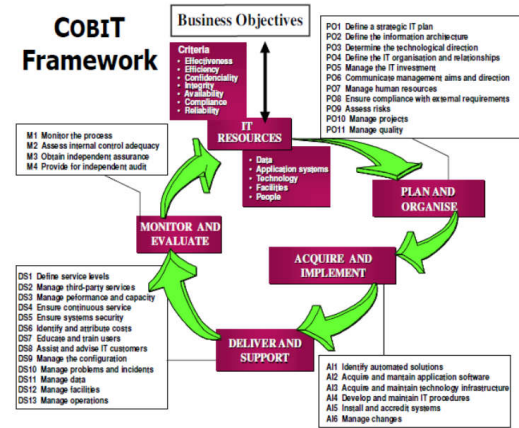 COBIT
Framework
Business Objectives
Criteria
• Effectiveness
• Efficiency
• Confidenciality
• Integrity
• Availability
• Compliance
• Reliability
IT
RESOURCES
• Data
• Application systems
• Technology
• Facilities
• People
PO1 Define a strategic IT plan
PO2 Define the information architecture
PO3 Determine the technological direction
PO4 Define the IT organisation and relationships
PO5 Manage the IT investment
PO6 Communicate management aims and direction
PO7 Manage human resources
PO8 Ensure compliance with external requirements
PO9 Assess risks
PO10 Manage projects
PO11 Manage quality
PLAN AND
ORGANISE
M1 Monitor the process
M2 Assess internal control adequacy
M3 Obtain independent assurance
M4 Provide for independent audit
MONITOR AND
EVALUATE
ACQUIRE AND
IMPLEMENT
DS1 Define service levels
DS2 Manage third-party services
DS3 Manage peformance and capacity
DS4 Ensure continuous service
DS5 Ensure systems security
DS6 Identify and attribute costs
DS7 Educate and train users
DS8 Assist and advise IT customers
DS9 Manage the configuration
DS10 Manage problems and incidents
DS11 Manage data
DS12 Manage facilities
DS13 Manage operations
DELIVER AND
SUPPORT
AI1 Identify automated solutions
AI2 Acquire and mantain application software
AI3 Acquire and maintain technology infrastructure
AI4 Develop and maintain IT procedures
AI5 Install and accredit systems
AI6 Manage changes